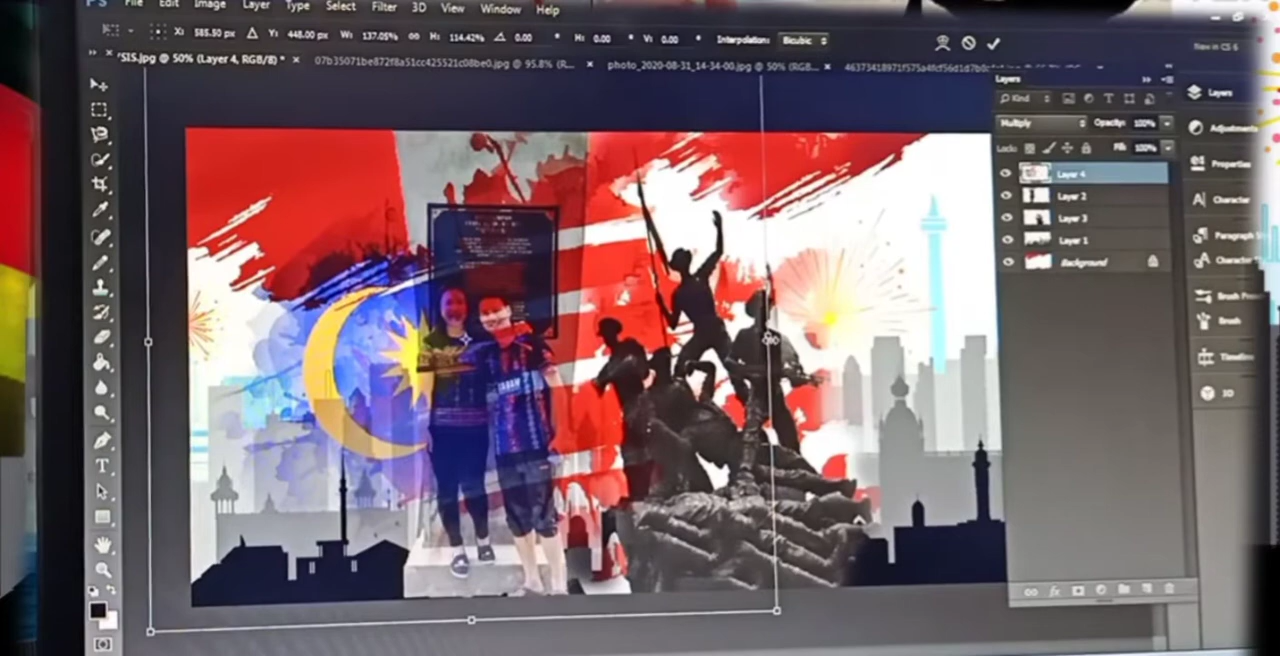 Ps File Edit Image Layer Type Select Filter 3D View Window Help
X: 585.50 px Y: 448.00 px W: 137.05% H: 114.42% 0.00 ° H: 0.00 ° V: 0.00 ° Interpolation: Bicubic
New in CS 6
*SIS.jpg @ 50% (Layer 4, RGB/8) * × 07b35071be872f8a51cc425521c08be0.jpg @ 95.8% (R... × photo_2020-08-31_14-34-00.jpg @ 50% (RGB... ×
Layers
Kind
Multiply Opacity: 100%
Lock: Fill: 100%
Layer 4
Layer 2
Layer 3
Layer 1
Background
Layers
Adjustments
Properties
Character
Paragraph S
Character
Brush Pres
Brush
Timeline
3D